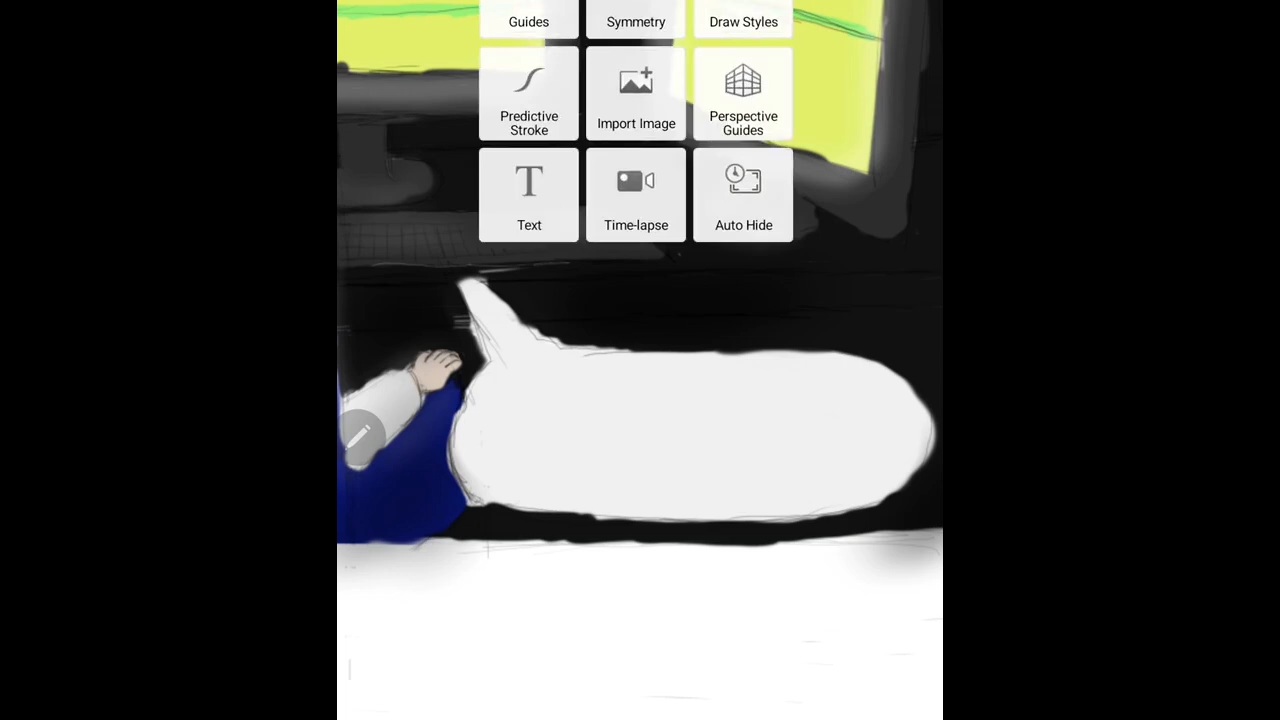 Guides
Symmetry
Draw Styles
Predictive
Stroke
Import Image
Perspective
Guides
Text
Time-lapse
Auto Hide